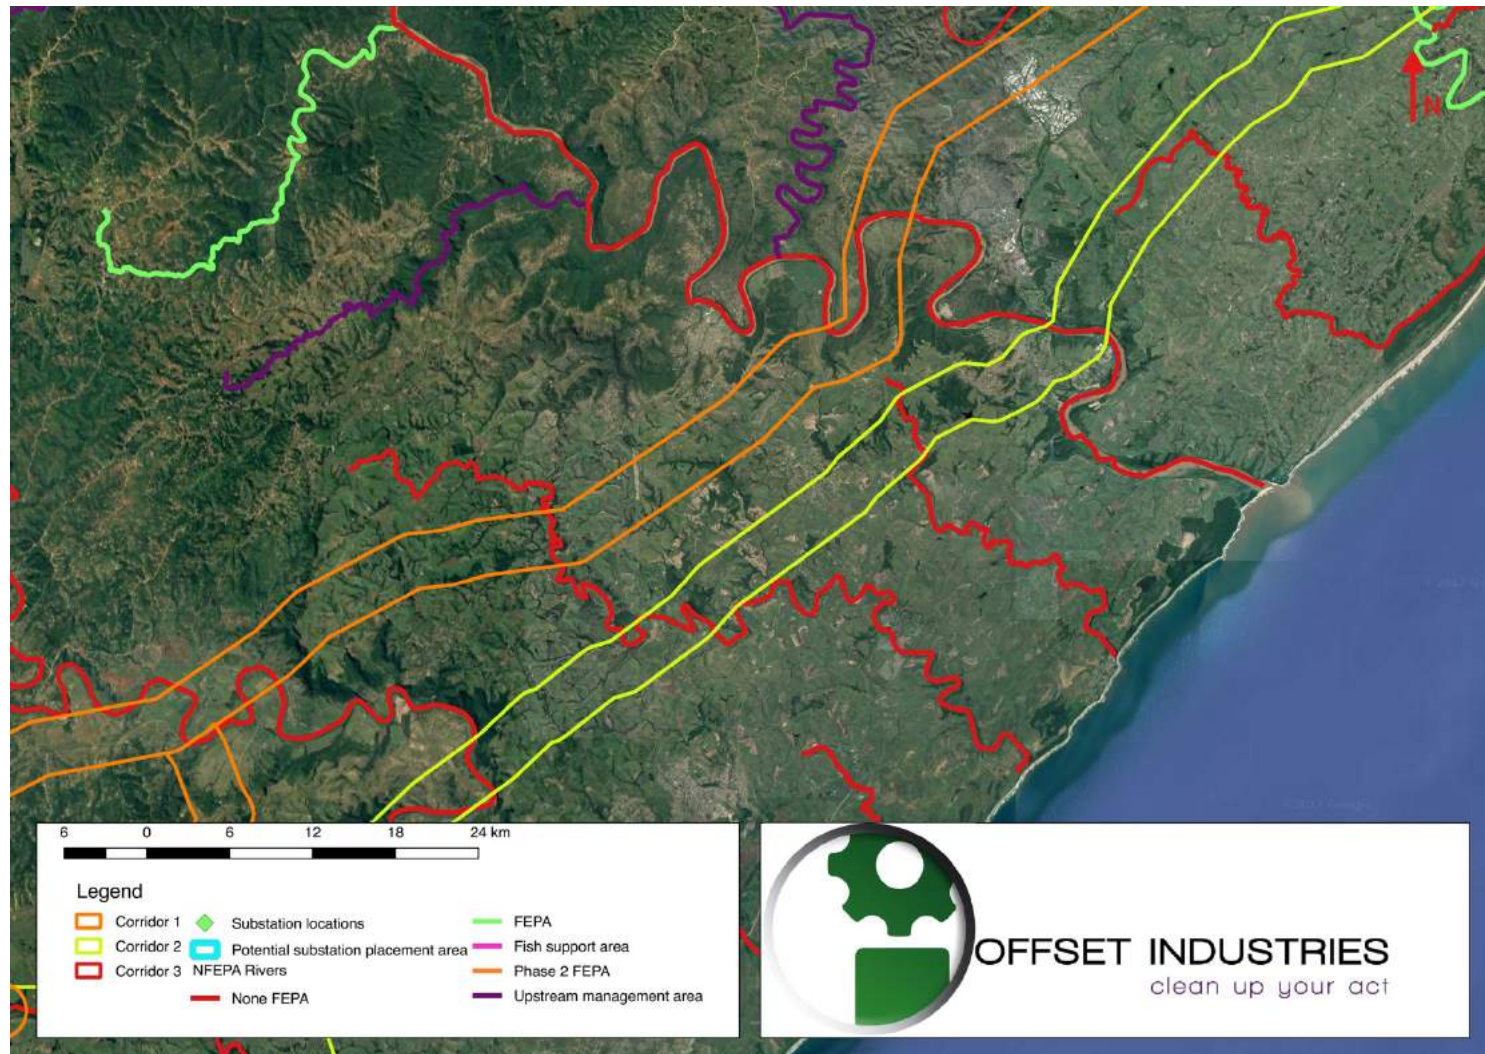 N
6 0 6 12 18 24 km
Legend
Corridor 1
Corridor 2
Corridor 3
Substation locations
Potential substation placement area
NFEPA Rivers
None FEPA
FEPA
Fish support area
Phase 2 FEPA
Upstream management area
OFFSET INDUSTRIES
clean up your act